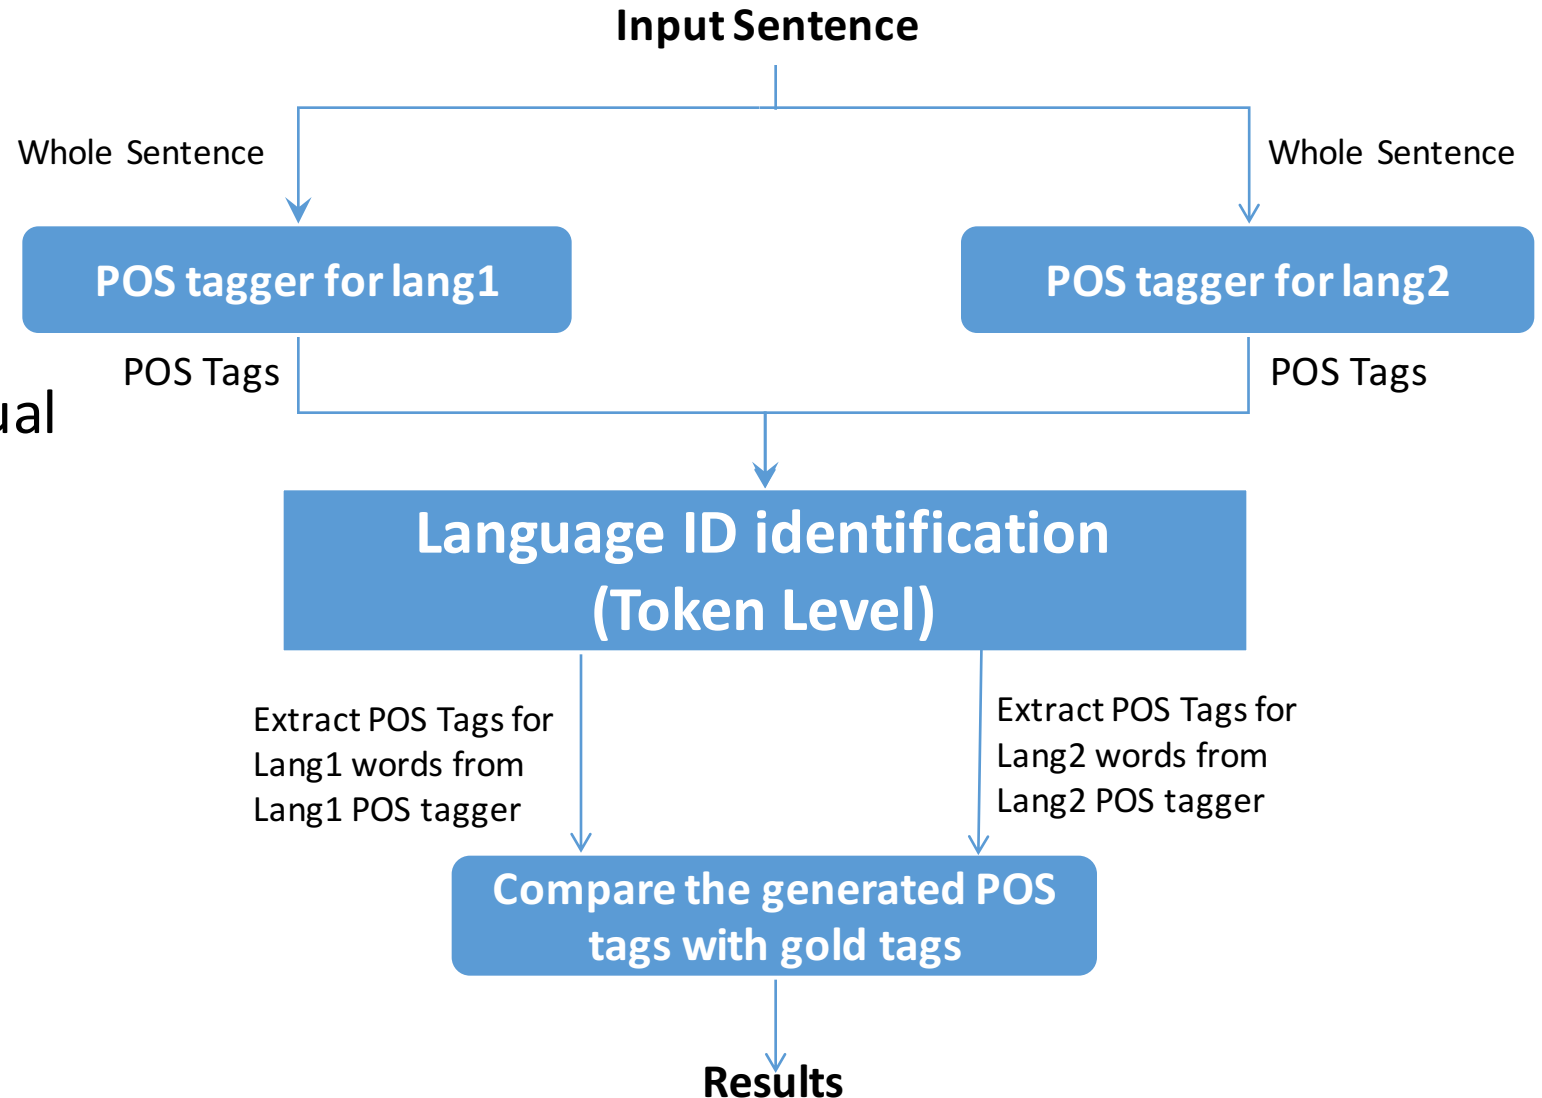 Input Sentence
Whole Sentence
Whole Sentence
POS tagger for lang1
POS tagger for lang2
POS Tags
POS Tags
ual
Language ID identification
(Token Level)
Extract POS Tags for
Lang1 words from
Lang1 POS tagger
Extract POS Tags for
Lang2 words from
Lang2 POS tagger
Compare the generated POS
tags with gold tags
Results